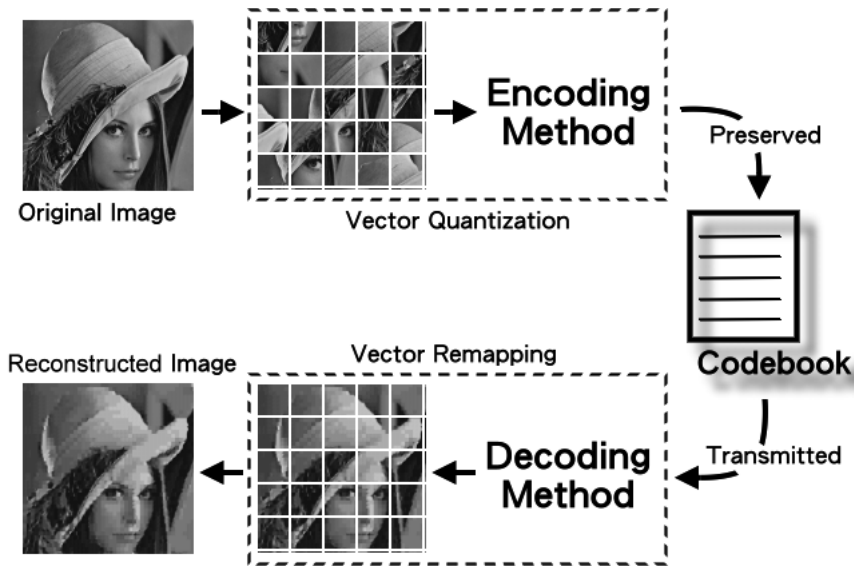 Original Image
Encoding
Method
Vector Quantization
Preserved
Codebook
Transmitted
Vector Remapping
Decoding
Method
Reconstructed Image